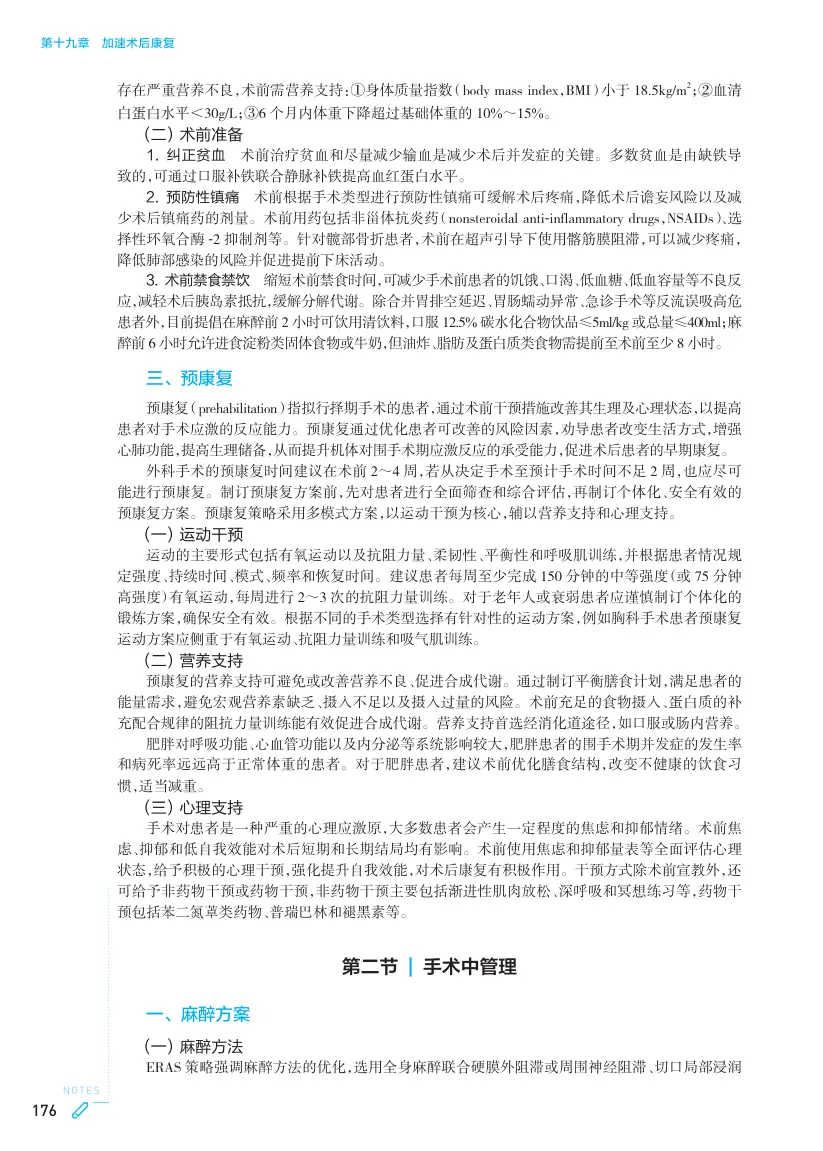 第十九章　加速术后康复
存在严重营养不良，术前需营养支持：①身体质量指数（body mass index，BMI）小于 18.5kg/m²；②血清
白蛋白水平＜30g/L；③6 个月内体重下降超过基础体重的 10%～15%。
（二）术前准备
1. 纠正贫血　术前治疗贫血和尽量减少输血是减少术后并发症的关键。多数贫血是由缺铁导
致的，可通过口服补铁联合静脉补铁提高血红蛋白水平。
2. 预防性镇痛　术前根据手术类型进行预防性镇痛可缓解术后疼痛，降低术后谵妄风险以及减
少术后镇痛药的剂量。术前用药包括非甾体抗炎药（nonsteroidal anti-inflammatory drugs，NSAIDs）、选
择性环氧合酶 -2 抑制剂等。针对髋部骨折患者，术前在超声引导下使用髂筋膜阻滞，可以减少疼痛，
降低肺部感染的风险并促进提前下床活动。
3. 术前禁食禁饮　缩短术前禁食时间，可减少手术前患者的饥饿、口渴、低血糖、低血容量等不良反
应，减轻术后胰岛素抵抗，缓解分解代谢。除合并胃排空延迟、胃肠蠕动异常、急诊手术等反流误吸高危
患者外，目前提倡在麻醉前 2 小时可饮用清饮料，口服 12.5% 碳水化合物饮品≤5ml/kg 或总量≤400ml；麻
醉前 6 小时允许进食淀粉类固体食物或牛奶，但油炸、脂肪及蛋白质类食物需提前至术前至少 8 小时。
三、预康复
预康复（prehabilitation）指拟行择期手术的患者，通过术前干预措施改善其生理及心理状态，以提高
患者对手术应激的反应能力。预康复通过优化患者可改善的风险因素，劝导患者改变生活方式，增强
心肺功能，提高生理储备，从而提升机体对围手术期应激反应的承受能力，促进术后患者的早期康复。
外科手术的预康复时间建议在术前 2～4 周，若从决定手术至预计手术时间不足 2 周，也应尽可
能进行预康复。制订预康复方案前，先对患者进行全面筛查和综合评估，再制订个体化、安全有效的
预康复方案。预康复策略采用多模式方案，以运动干预为核心，辅以营养支持和心理支持。
（一）运动干预
运动的主要形式包括有氧运动以及抗阻力量、柔韧性、平衡性和呼吸肌训练，并根据患者情况规
定强度、持续时间、模式、频率和恢复时间。建议患者每周至少完成 150 分钟的中等强度（或 75 分钟
高强度）有氧运动，每周进行 2～3 次的抗阻力量训练。对于老年人或衰弱患者应谨慎制订个体化的
锻炼方案，确保安全有效。根据不同的手术类型选择有针对性的运动方案，例如胸科手术患者预康复
运动方案应侧重于有氧运动、抗阻力量训练和吸气肌训练。
（二）营养支持
预康复的营养支持可避免或改善营养不良、促进合成代谢。通过制订平衡膳食计划，满足患者的
能量需求，避免宏观营养素缺乏、摄入不足以及摄入过量的风险。术前充足的食物摄入、蛋白质的补
充配合规律的阻抗力量训练能有效促进合成代谢。营养支持首选经消化道途径，如口服或肠内营养。
肥胖对呼吸功能、心血管功能以及内分泌等系统影响较大，肥胖患者的围手术期并发症的发生率
和病死率远远高于正常体重的患者。对于肥胖患者，建议术前优化膳食结构，改变不健康的饮食习
惯，适当减重。
（三）心理支持
手术对患者是一种严重的心理应激原，大多数患者会产生一定程度的焦虑和抑郁情绪。术前焦
虑、抑郁和低自我效能对术后短期和长期结局均有影响。术前使用焦虑和抑郁量表等全面评估心理
状态，给予积极的心理干预，强化提升自我效能，对术后康复有积极作用。干预方式除术前宣教外，还
可给予非药物干预或药物干预，非药物干预主要包括渐进性肌肉放松、深呼吸和冥想练习等，药物干
预包括苯二氮䓬类药物、普瑞巴林和褪黑素等。
第二节 | 手术中管理
一、麻醉方案
（一）麻醉方法
ERAS 策略强调麻醉方法的优化，选用全身麻醉联合硬膜外阻滞或周围神经阻滞、切口局部浸润
NOTES
176